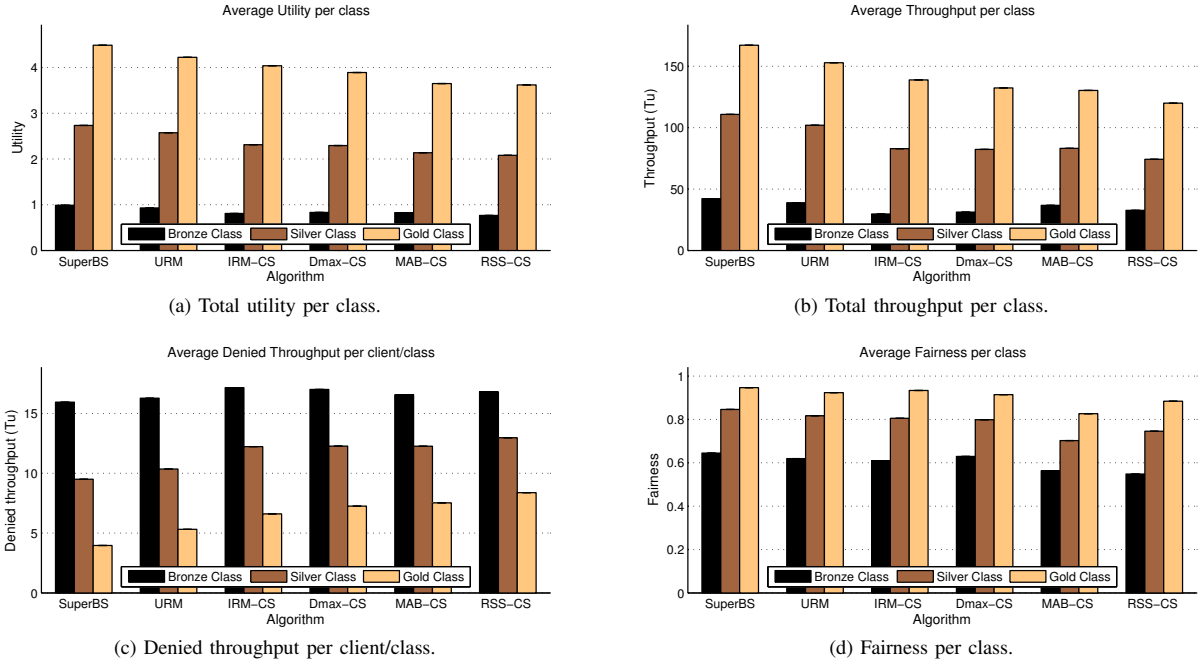 Average Utility per class
Utility
4
3
2
1
0
Bronze Class Silver Class Gold Class
SuperBS URM IRM-CS Dmax-CS MAB-CS RSS-CS
Algorithm
(a) Total utility per class.
Average Throughput per class
Throughput (Tu)
150
100
50
0
Bronze Class Silver Class Gold Class
SuperBS URM IRM-CS Dmax-CS MAB-CS RSS-CS
Algorithm
(b) Total throughput per class.
Average Denied Throughput per client/class
Denied throughput (Tu)
15
10
5
0
Bronze Class Silver Class Gold Class
SuperBS URM IRM-CS Dmax-CS MAB-CS RSS-CS
Algorithm
(c) Denied throughput per client/class.
Average Fairness per class
Fairness
1
0.8
0.6
0.4
0.2
0
Bronze Class Silver Class Gold Class
SuperBS URM IRM-CS Dmax-CS MAB-CS RSS-CS
Algorithm
(d) Fairness per class.